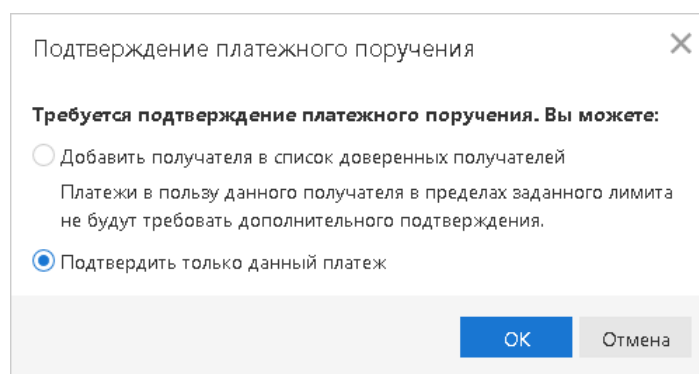 Подтверждение платежного поручения
Требуется подтверждение платежного поручения. Вы можете:
Добавить получателя в список доверенных получателей
Платежи в пользу данного получателя в пределах заданного лимита
не будут требовать дополнительного подтверждения.
Подтвердить только данный платеж
OK
Отмена